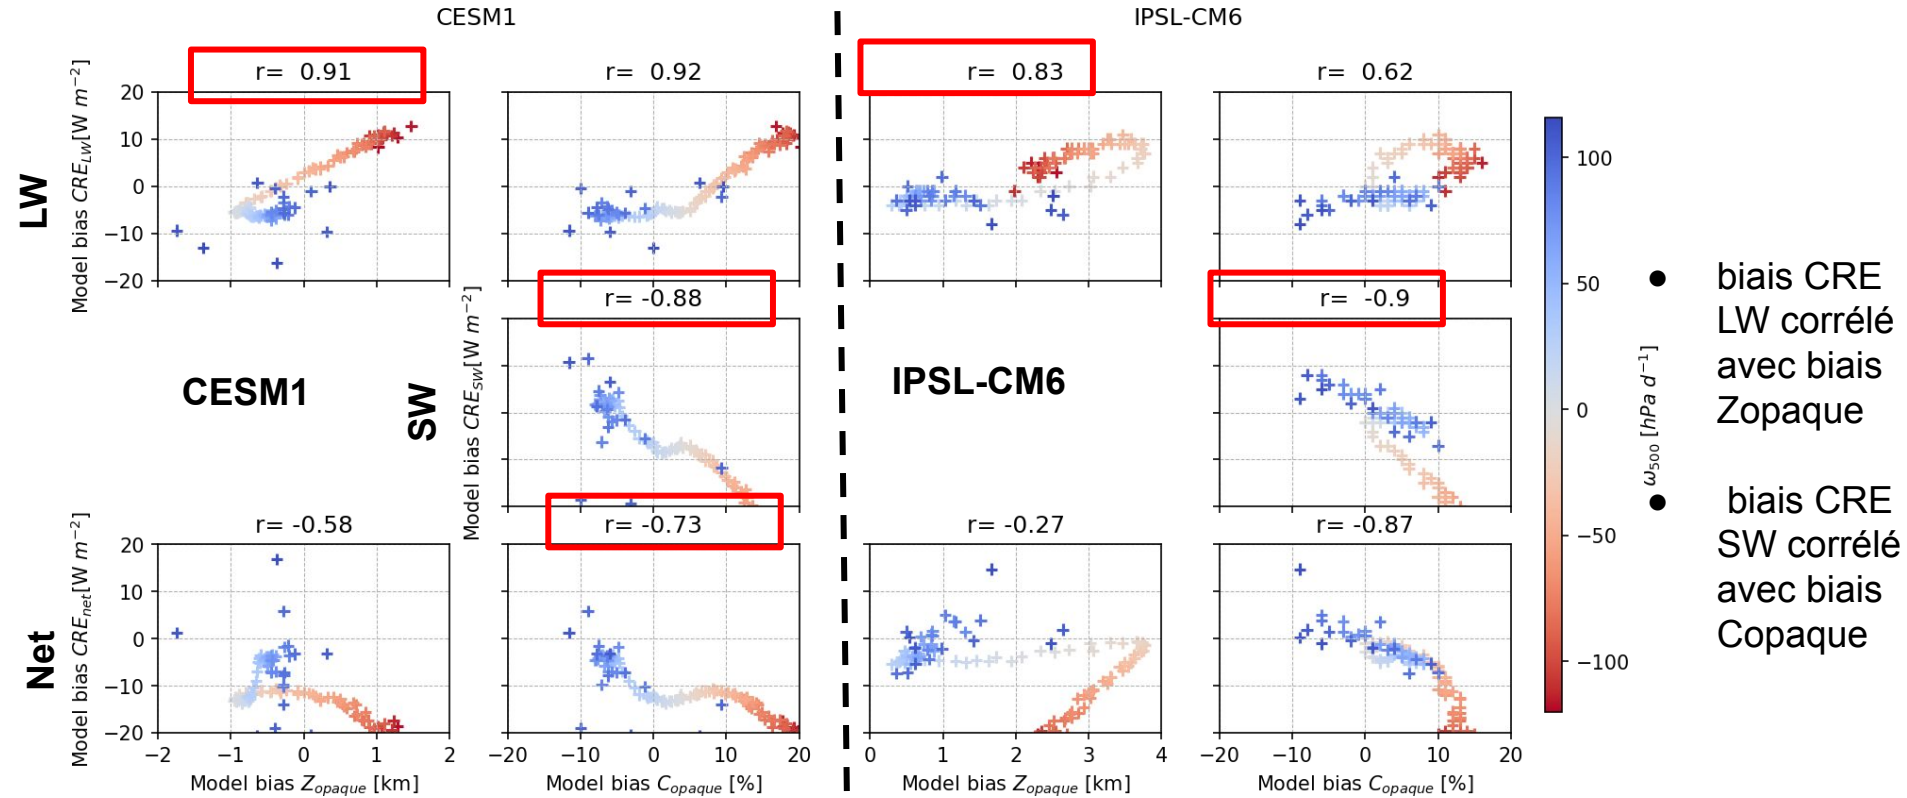 CESM1
IPSL-CM6
r= 0.91
r= 0.92
r= 0.83
r= 0.62
LW
Model bias CRE_LW[W m⁻²]
20
10
0
−10
−20
r= -0.88
r= -0.9
CESM1
SW
Model bias CRE_SW[W m⁻²]
IPSL-CM6
r= -0.58
r= -0.73
r= -0.27
r= -0.87
Net
Model bias CRE_net[W m⁻²]
20
10
0
−10
−20
−2 −1 0 1 2
Model bias Z_opaque [km]
−20 −10 0 10 20
Model bias C_opaque [%]
0 1 2 3 4
Model bias Z_opaque [km]
−20 −10 0 10 20
Model bias C_opaque [%]
100
50
0
−50
−100
ω₅₀₀ [hPa d⁻¹]
● biais CRE
LW corrélé
avec biais
Zopaque
● biais CRE
SW corrélé
avec biais
Copaque